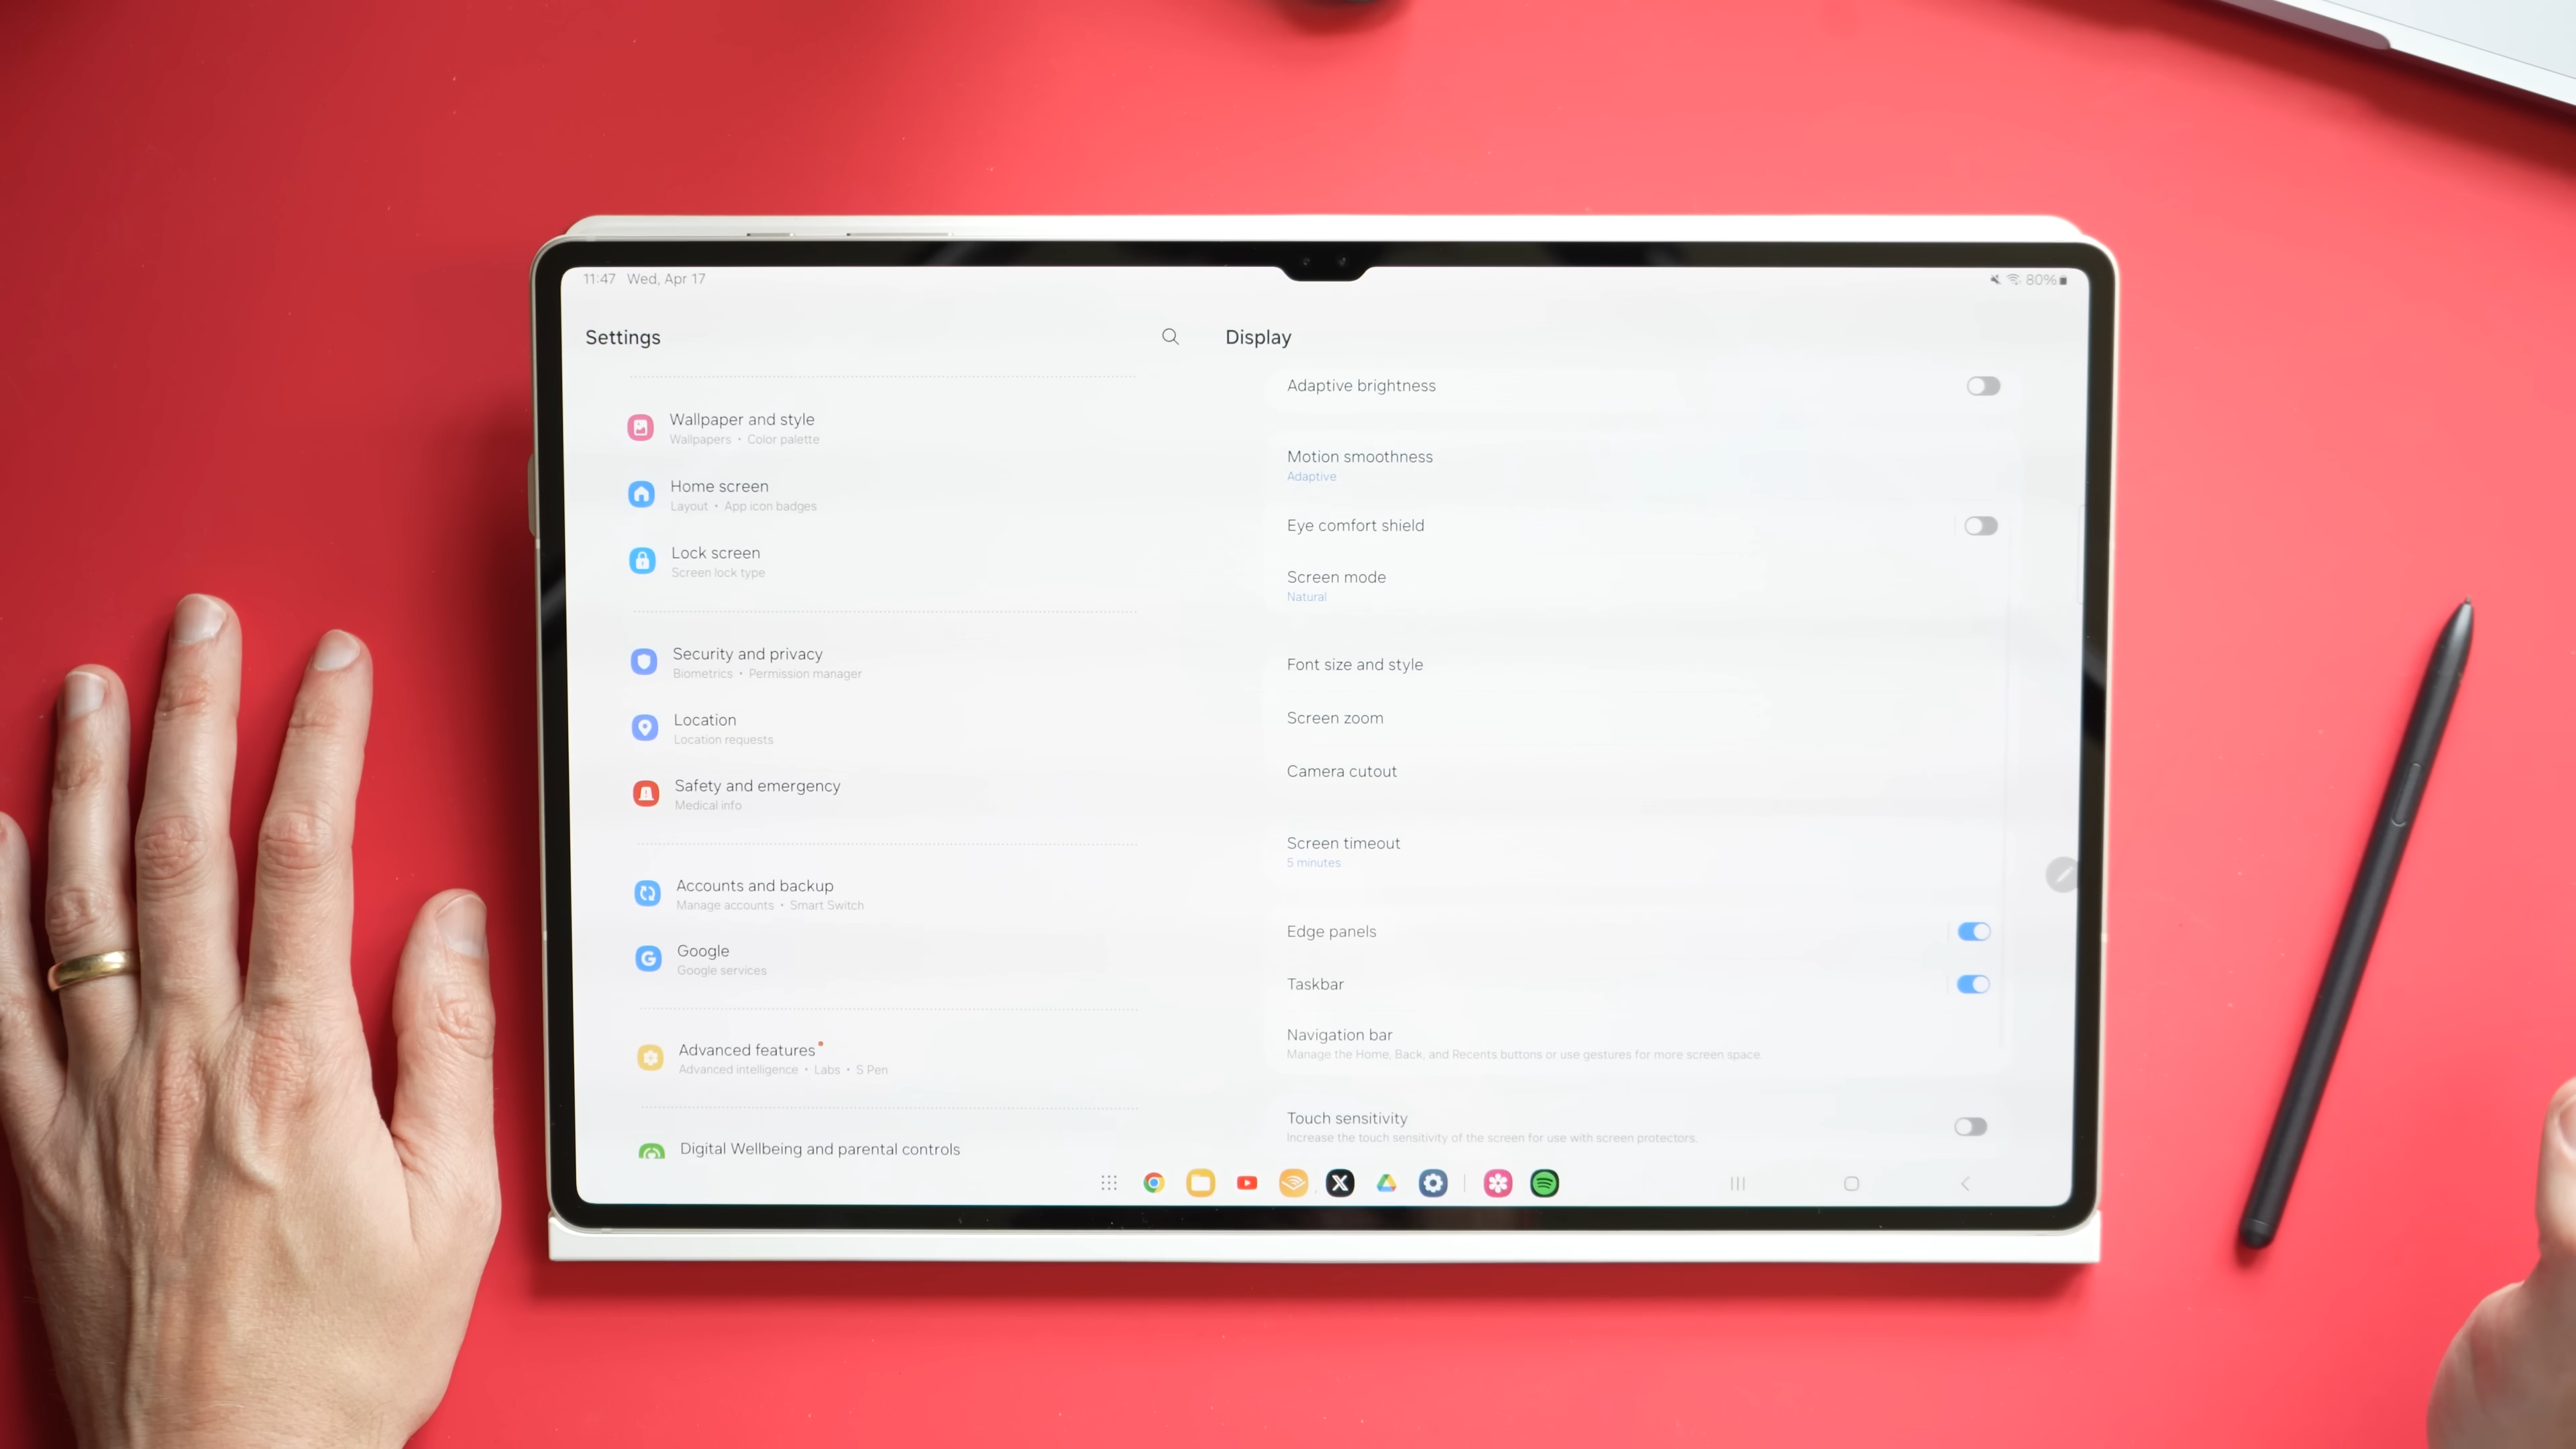 11:47 Wed, Apr 17
80%
Settings
Wallpaper and style
Wallpapers • Color palette
Home screen
Layout • App icon badges
Lock screen
Screen lock type
Security and privacy
Biometrics • Permission manager
Location
Location requests
Safety and emergency
Medical info
Accounts and backup
Manage accounts • Smart Switch
Google
Google services
Advanced features
Advanced intelligence • Labs • S Pen
Digital Wellbeing and parental controls
Display
Adaptive brightness
Motion smoothness
Adaptive
Eye comfort shield
Screen mode
Natural
Font size and style
Screen zoom
Camera cutout
Screen timeout
5 minutes
Edge panels
Taskbar
Navigation bar
Manage the Home, Back, and Recents buttons or use gestures for more screen space.
Touch sensitivity
Increase the touch sensitivity of the screen for use with screen protectors.